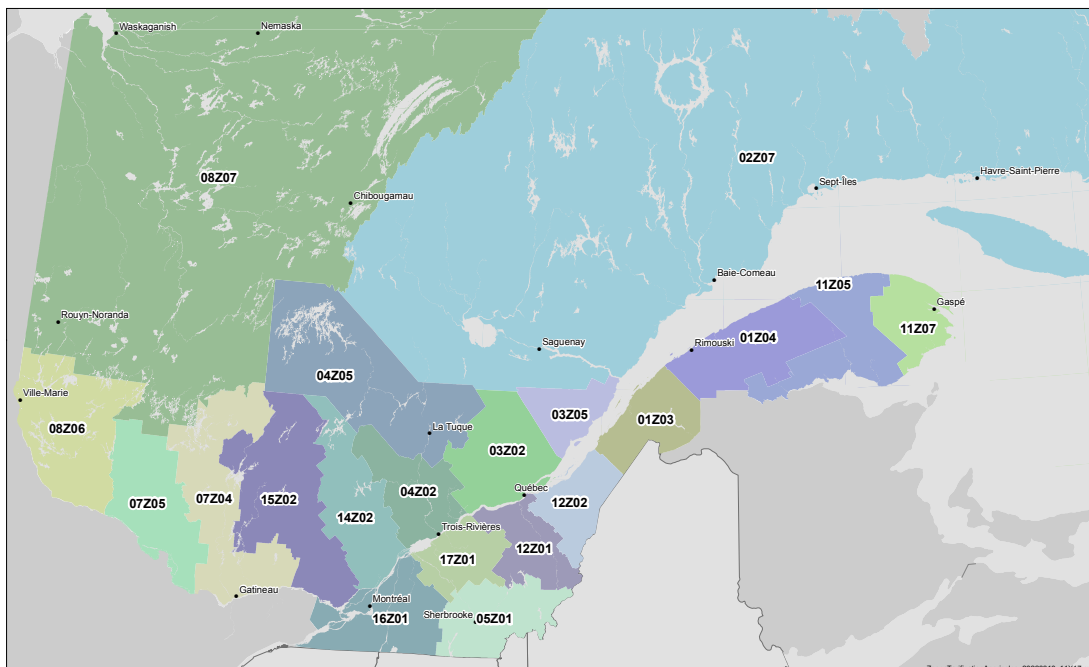 Waskaganish
Nemaska
02Z07
Havre-Saint-Pierre
08Z07
Sept-Îles
Chibougamau
Baie-Comeau
11Z05
Gaspé
Rouyn-Noranda
11Z07
01Z04
Saguenay
Rimouski
04Z05
Ville-Marie
03Z05
01Z03
08Z06
La Tuque
03Z02
04Z02
07Z05
07Z04
15Z02
Québec
12Z02
14Z02
Trois-Rivières
12Z01
17Z01
Gatineau
Montréal
16Z01
Sherbrooke
05Z01